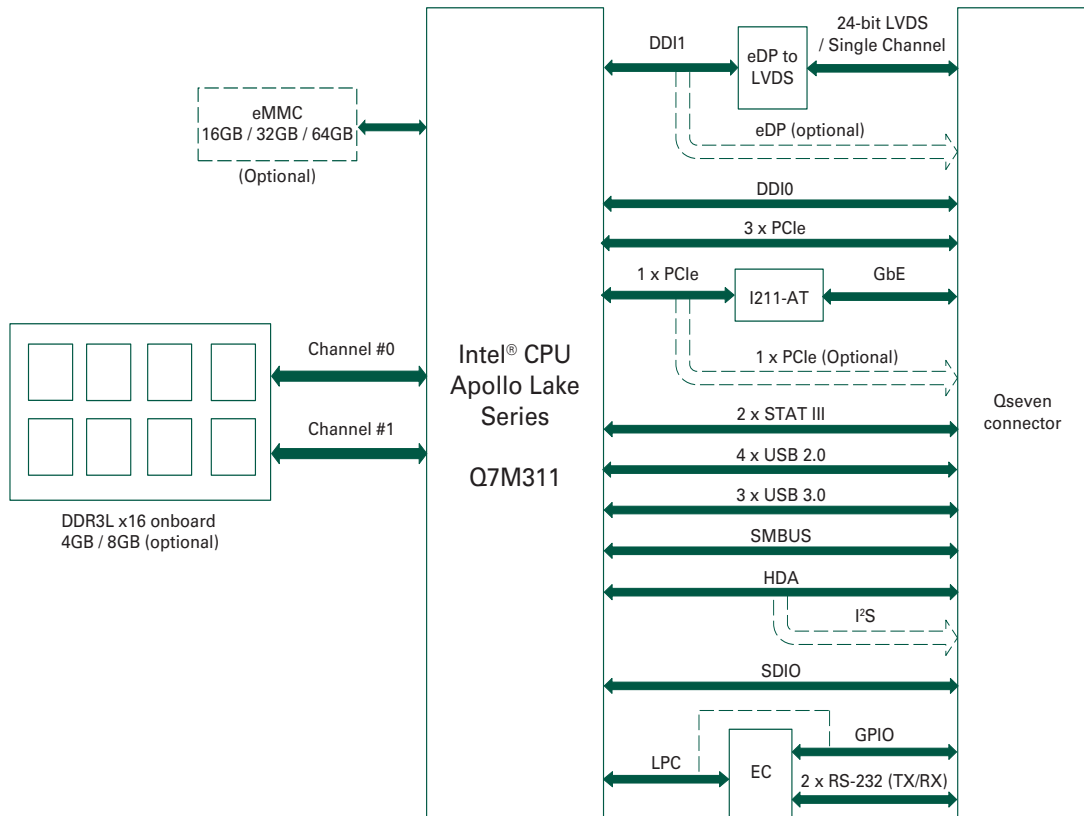 24-bit LVDS
/ Single Channel
DDI1
eDP to
LVDS
eMMC
16GB / 32GB / 64GB
(Optional)
eDP (optional)
DDI0
3 x PCIe
1 x PCIe
I211-AT
GbE
Channel #0
Channel #1
DDR3L x16 onboard
4GB / 8GB (optional)
Intel® CPU
Apollo Lake
Series
Q7M311
1 x PCIe (Optional)
Qseven
connector
2 x STAT III
4 x USB 2.0
3 x USB 3.0
SMBUS
HDA
I²S
SDIO
GPIO
LPC
EC
2 x RS-232 (TX/RX)